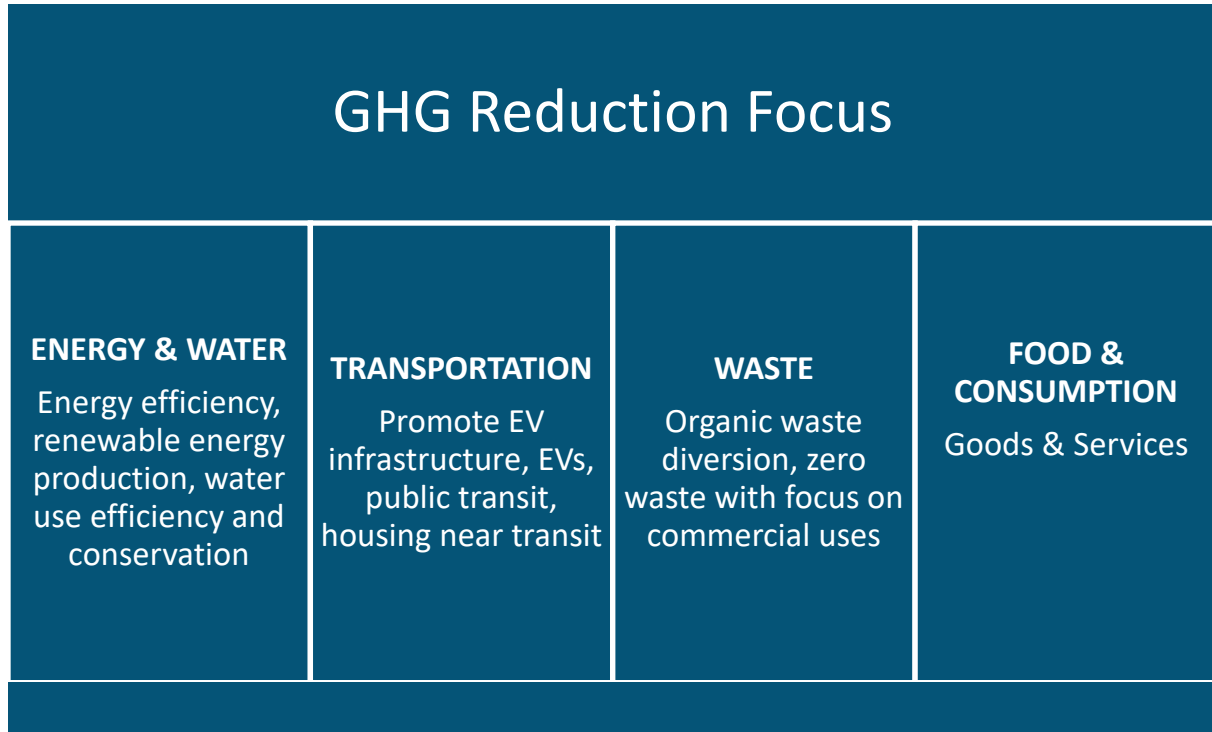 GHG Reduction Focus
ENERGY & WATER
Energy efficiency,
renewable energy
production, water
use efficiency and
conservation
TRANSPORTATION
Promote EV
infrastructure, EVs,
public transit,
housing near transit
WASTE
Organic waste
diversion, zero
waste with focus on
commercial uses
FOOD &
CONSUMPTION
Goods & Services